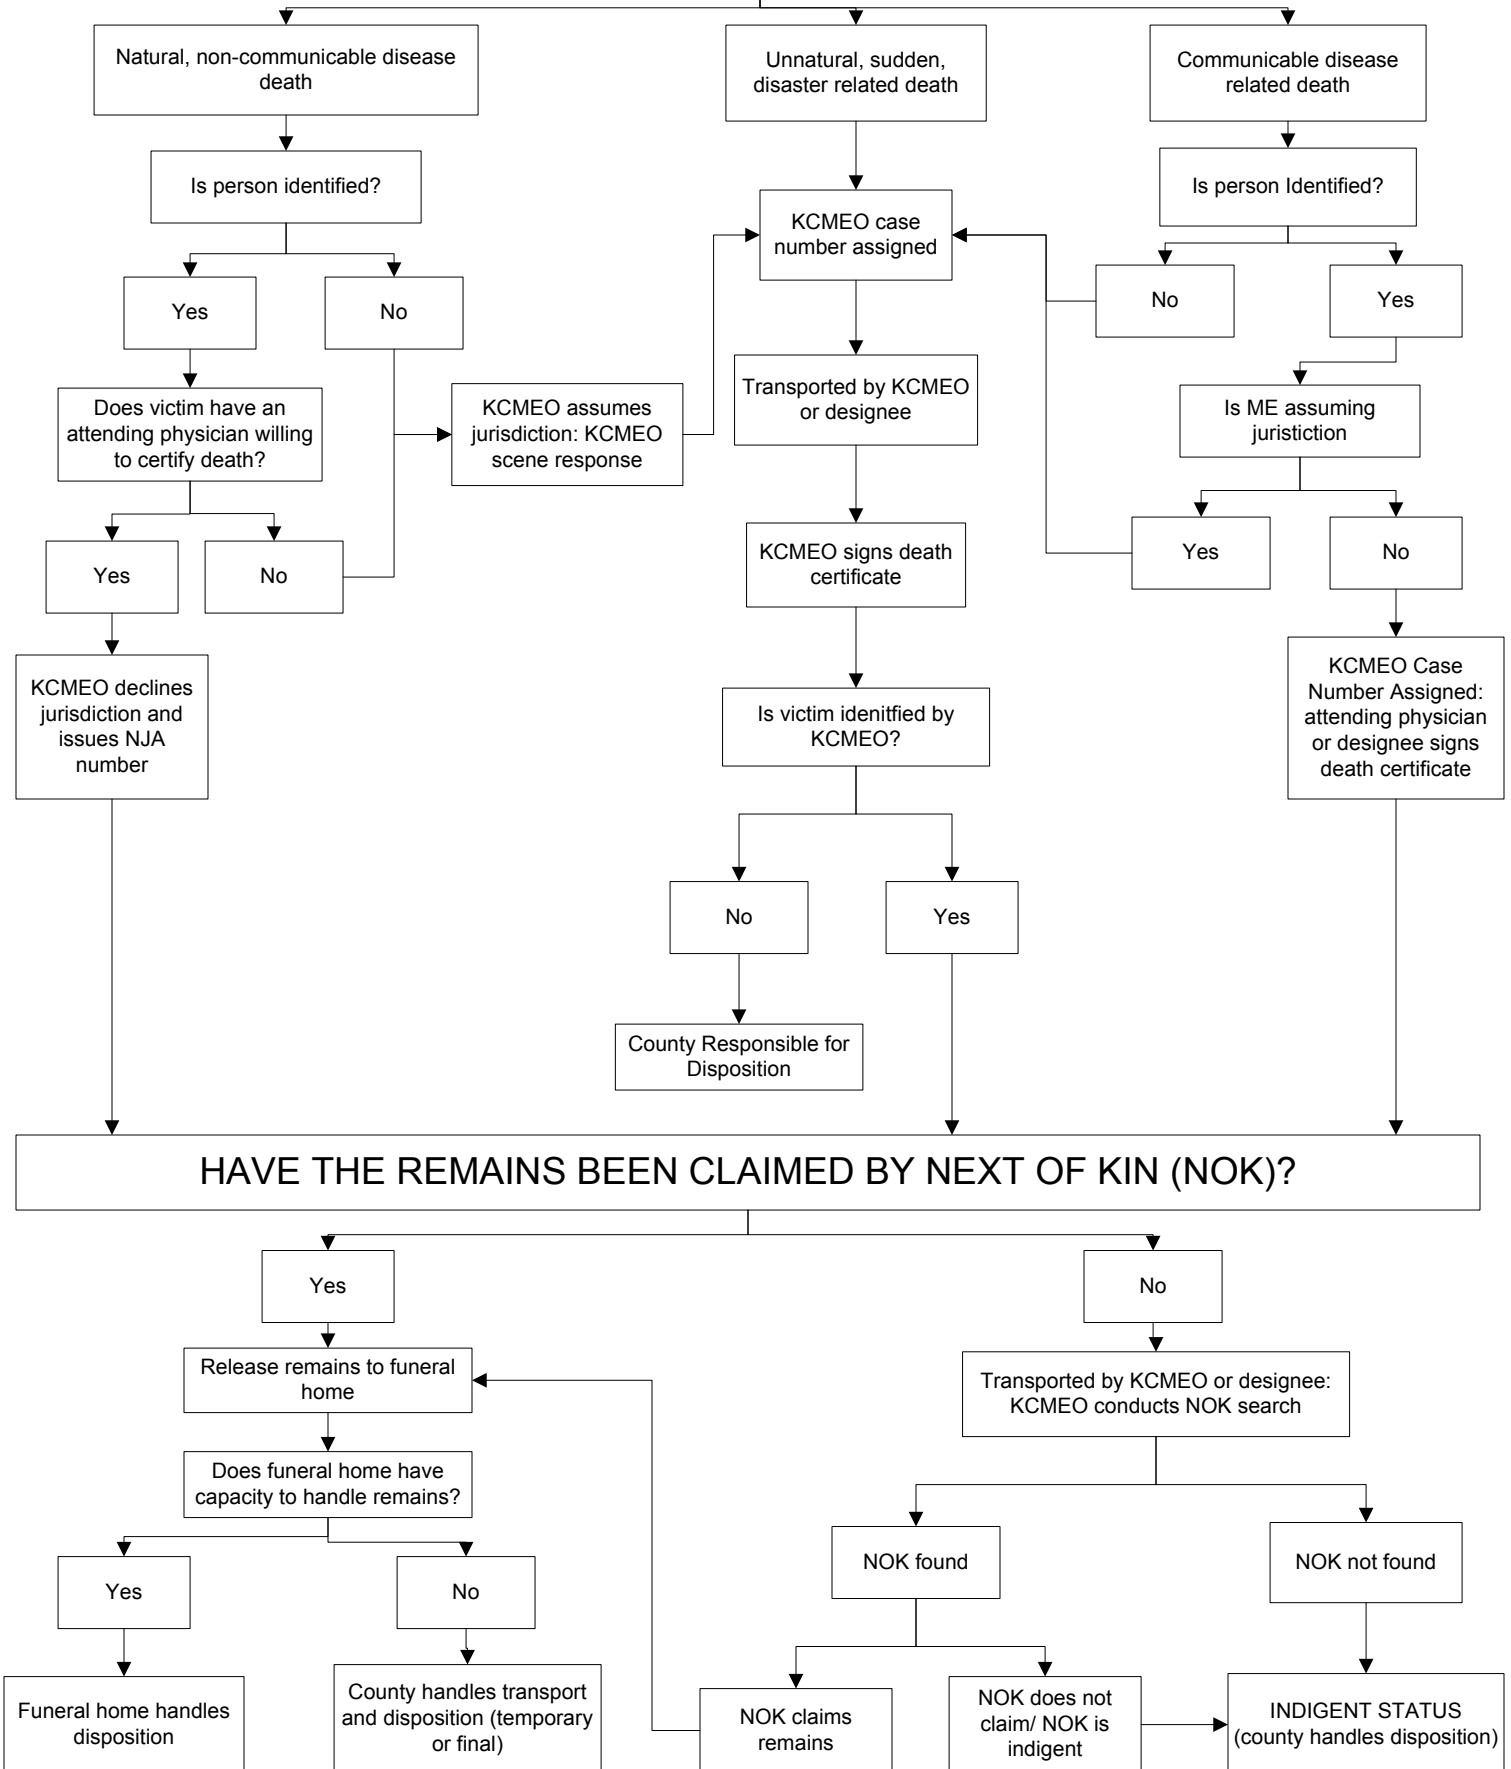 Natural, non-communicable disease
death
Unnatural, sudden,
disaster related death
Communicable disease
related death
Is person identified?
Is person Identified?
KCMEO case
number assigned
Yes
No
No
Yes
Transported by KCMEO
or designee
Does victim have an
attending physician willing
to certify death?
KCMEO assumes
jurisdiction: KCMEO
scene response
Is ME assuming
juristiction
Yes
No
KCMEO signs death
certificate
Yes
No
KCMEO declines
jurisdiction and
issues NJA
number
Is victim idenitfied by
KCMEO?
KCMEO Case
Number Assigned:
attending physician
or designee signs
death certificate
No
Yes
County Responsible for
Disposition
HAVE THE REMAINS BEEN CLAIMED BY NEXT OF KIN (NOK)?
Yes
No
Release remains to funeral
home
Transported by KCMEO or designee:
KCMEO conducts NOK search
Does funeral home have
capacity to handle remains?
Yes
No
NOK found
NOK not found
Funeral home handles
disposition
County handles transport
and disposition (temporary
or final)
NOK claims
remains
NOK does not
claim/ NOK is
indigent
INDIGENT STATUS
(county handles disposition)